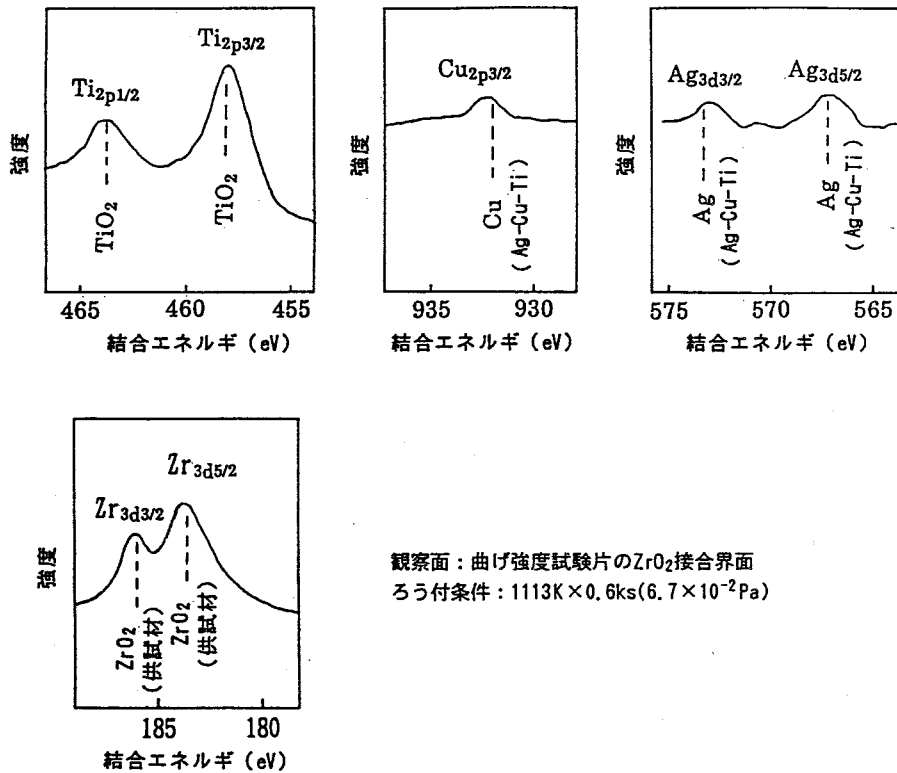 強度
Ti2p1/2
Ti2p3/2
TiO2
TiO2
465 460 455
結合エネルギ (eV)
強度
Cu2p3/2
Cu
(Ag-Cu-Ti)
935 930
結合エネルギ (eV)
強度
Ag3d3/2
Ag3d5/2
Ag
(Ag-Cu-Ti)
Ag
(Ag-Cu-Ti)
575 570 565
結合エネルギ (eV)
強度
Zr3d3/2
Zr3d5/2
ZrO2
(供試材)
ZrO2
(供試材)
185 180
結合エネルギ (eV)
観察面:曲げ強度試験片のZrO2接合界面
ろう付条件:1113K×0.6ks(6.7×10-2Pa)